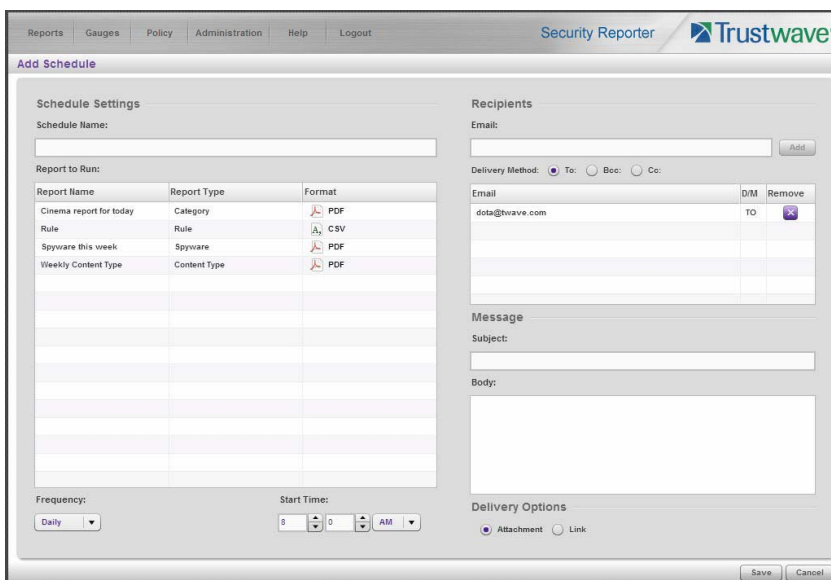 Reports Gauges Policy Administration Help Logout Security Reporter Trustwave
Add Schedule
Schedule Settings
Schedule Name:
Report to Run:
Report Name Report Type Format
Cinema report for today Category PDF
Rule Rule CSV
Spyware this week Spyware PDF
Weekly Content Type Content Type PDF
Frequency: Start Time:
Daily 8 0 AM
Recipients
Email:
Add
Delivery Method: To: Bcc: Cc:
Email D/M Remove
dota@twave.com TO
Message
Subject:
Body:
Delivery Options
Attachment Link
Save Cancel